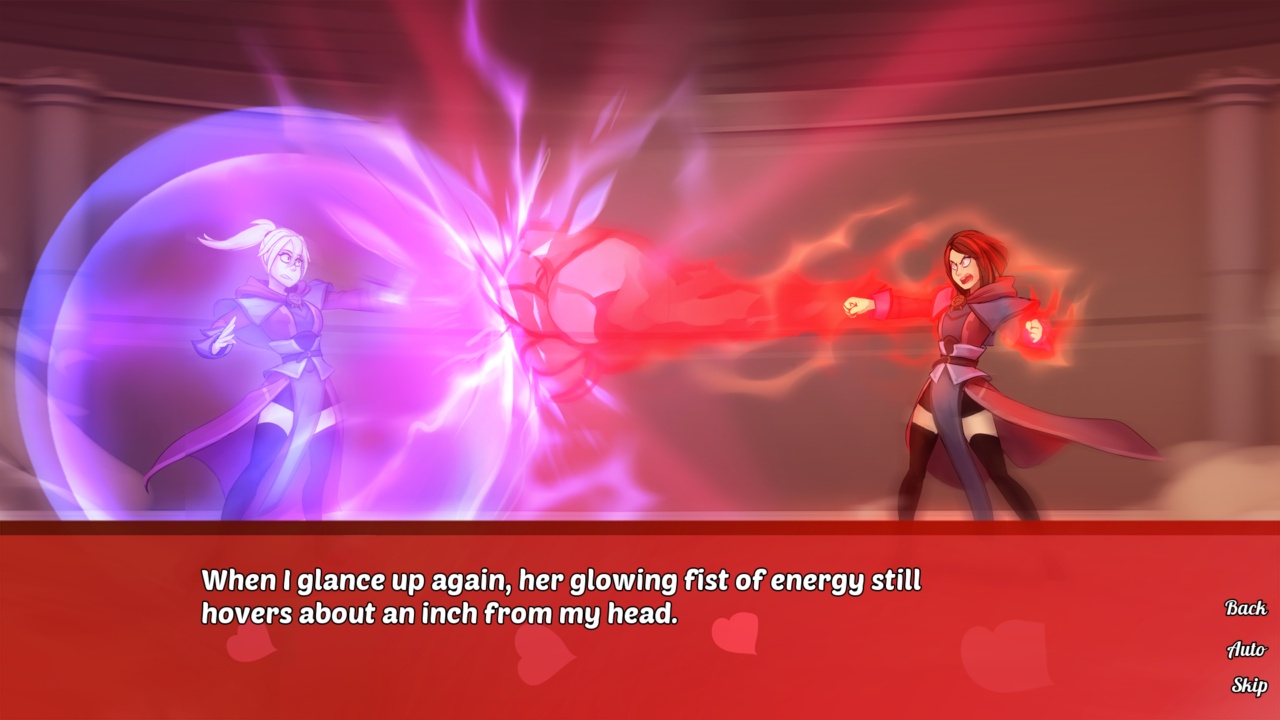 When I glance up again, her glowing fist of energy still
hovers about an inch from my head.
Back
Auto
Skip